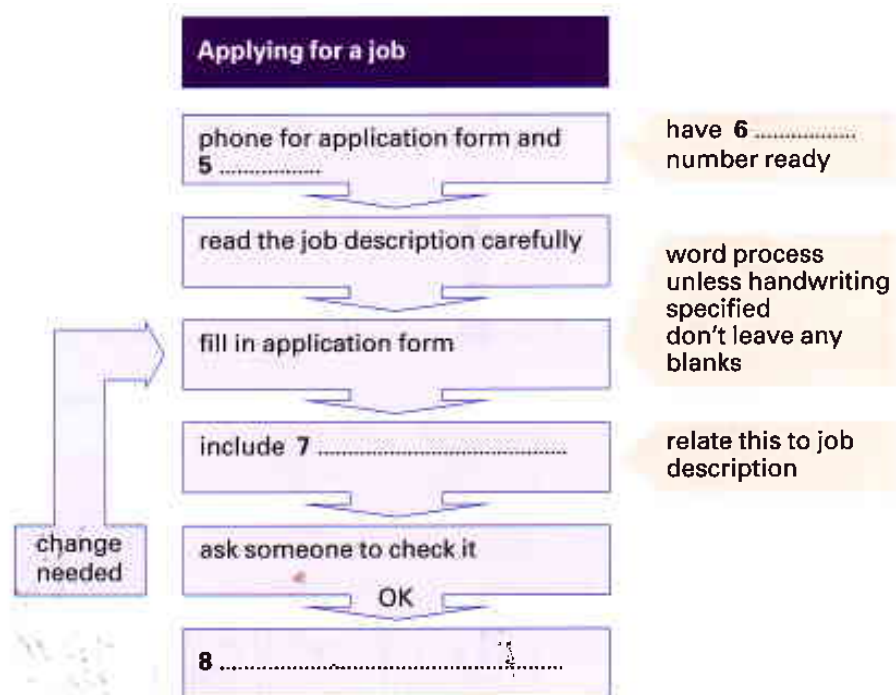 Applying for a job
phone for application form and
5 ..................
have 6 ..................
number ready
read the job description carefully
word process
unless handwriting
specified
don't leave any
blanks
fill in application form
include 7 ............................................
relate this to job
description
change
needed
ask someone to check it
OK
8 ..............................................................